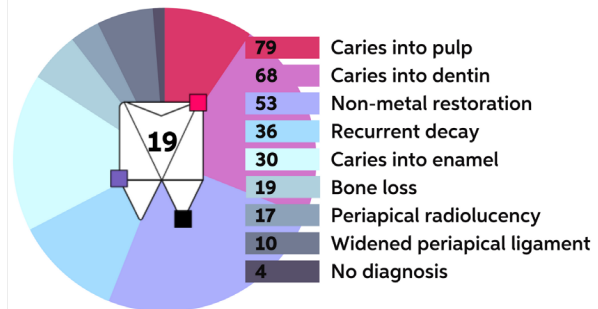 79 Caries into pulp
68 Caries into dentin
53 Non-metal restoration
19
36 Recurrent decay
30 Caries into enamel
19 Bone loss
17 Periapical radiolucency
10 Widened periapical ligament
4 No diagnosis